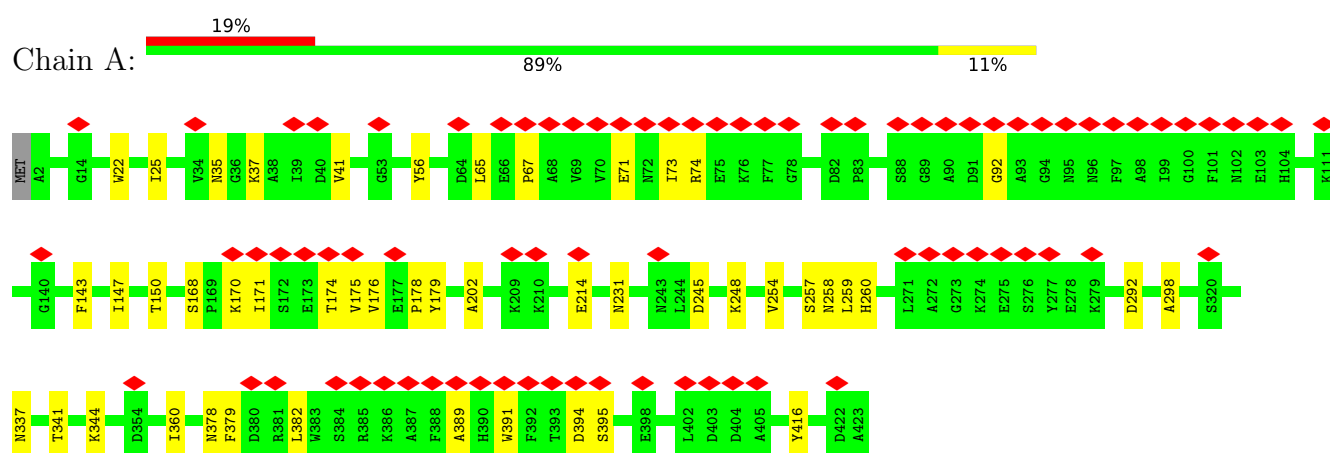 19%
Chain A:
89% 11%
MET A2 G14 W22 I25 V34 N35 G36 K37 A38 I39 D40 V41 G53 Y56 D64 L65 E66 P67 A68 V69 V70 E71 N72 I73 R74 E75 K76 F77 G78 D82 P83 S88 G89 A90 D91 G92 A93 G94 N95 N96 F97 A98 I99 G100 F101 N102 E103 H104 K111
G140 F143 I147 T150 S168 P169 K170 I171 S172 E173 T174 V175 V176 E177 P178 Y179 A202 K209 K210 E214 N231 N243 L244 D245 K248 V254 S257 N258 L259 H260 L271 A272 G273 K274 E275 S276 Y277 E278 K279 D292 A298 S320
N337 T341 K344 D354 I360 N378 F379 D380 R381 L382 W383 S384 R385 K386 A387 F388 A389 H390 W391 F392 T393 D394 S395 E398 L402 D403 D404 A405 Y416 D422 A423